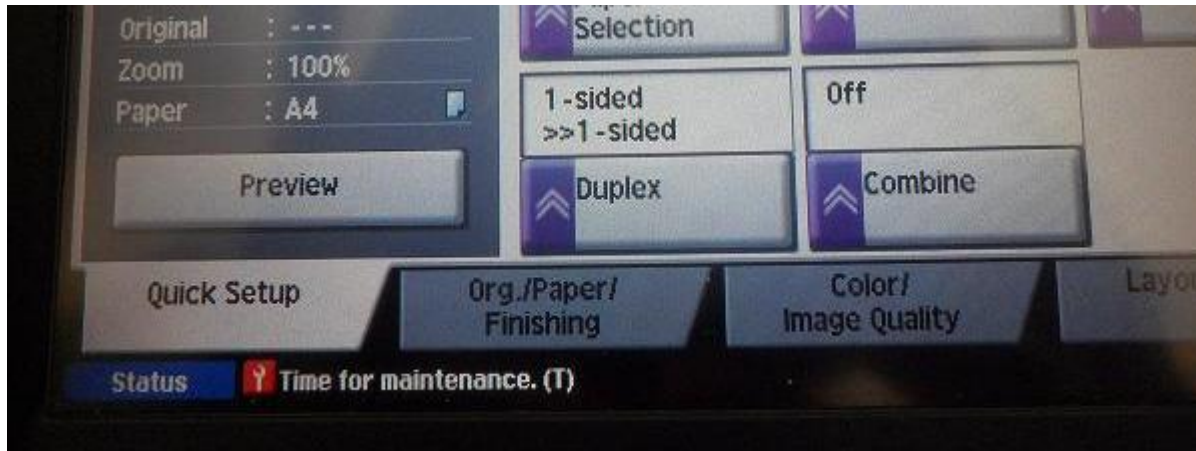 Original : ---
Zoom : 100%
Paper : A4
Preview
Selection
1-sided
>>1-sided
Duplex
Off
Combine
Quick Setup
Org./Paper/
Finishing
Color/
Image Quality
Status
Time for maintenance. (T)